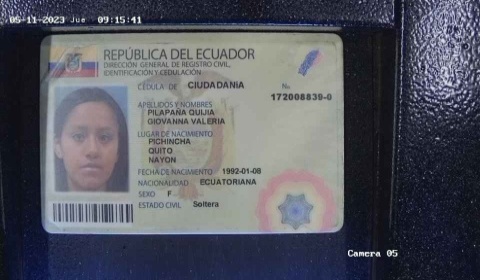 05-11-2023 Jue 09:15:41
REPÚBLICA DEL ECUADOR
DIRECCIÓN GENERAL DE REGISTRO CIVIL,
IDENTIFICACIÓN Y CEDULACIÓN
CÉDULA DE CIUDADANIA No.
172008839-0
APELLIDOS Y NOMBRES
PILAPAÑA QUIJIA
GIOVANNA VALERIA
LUGAR DE NACIMIENTO
PICHINCHA
QUITO
NAYON
FECHA DE NACIMIENTO 1992-01-08
NACIONALIDAD ECUATORIANA
SEXO F
ESTADO CIVIL Soltera
Camera 05